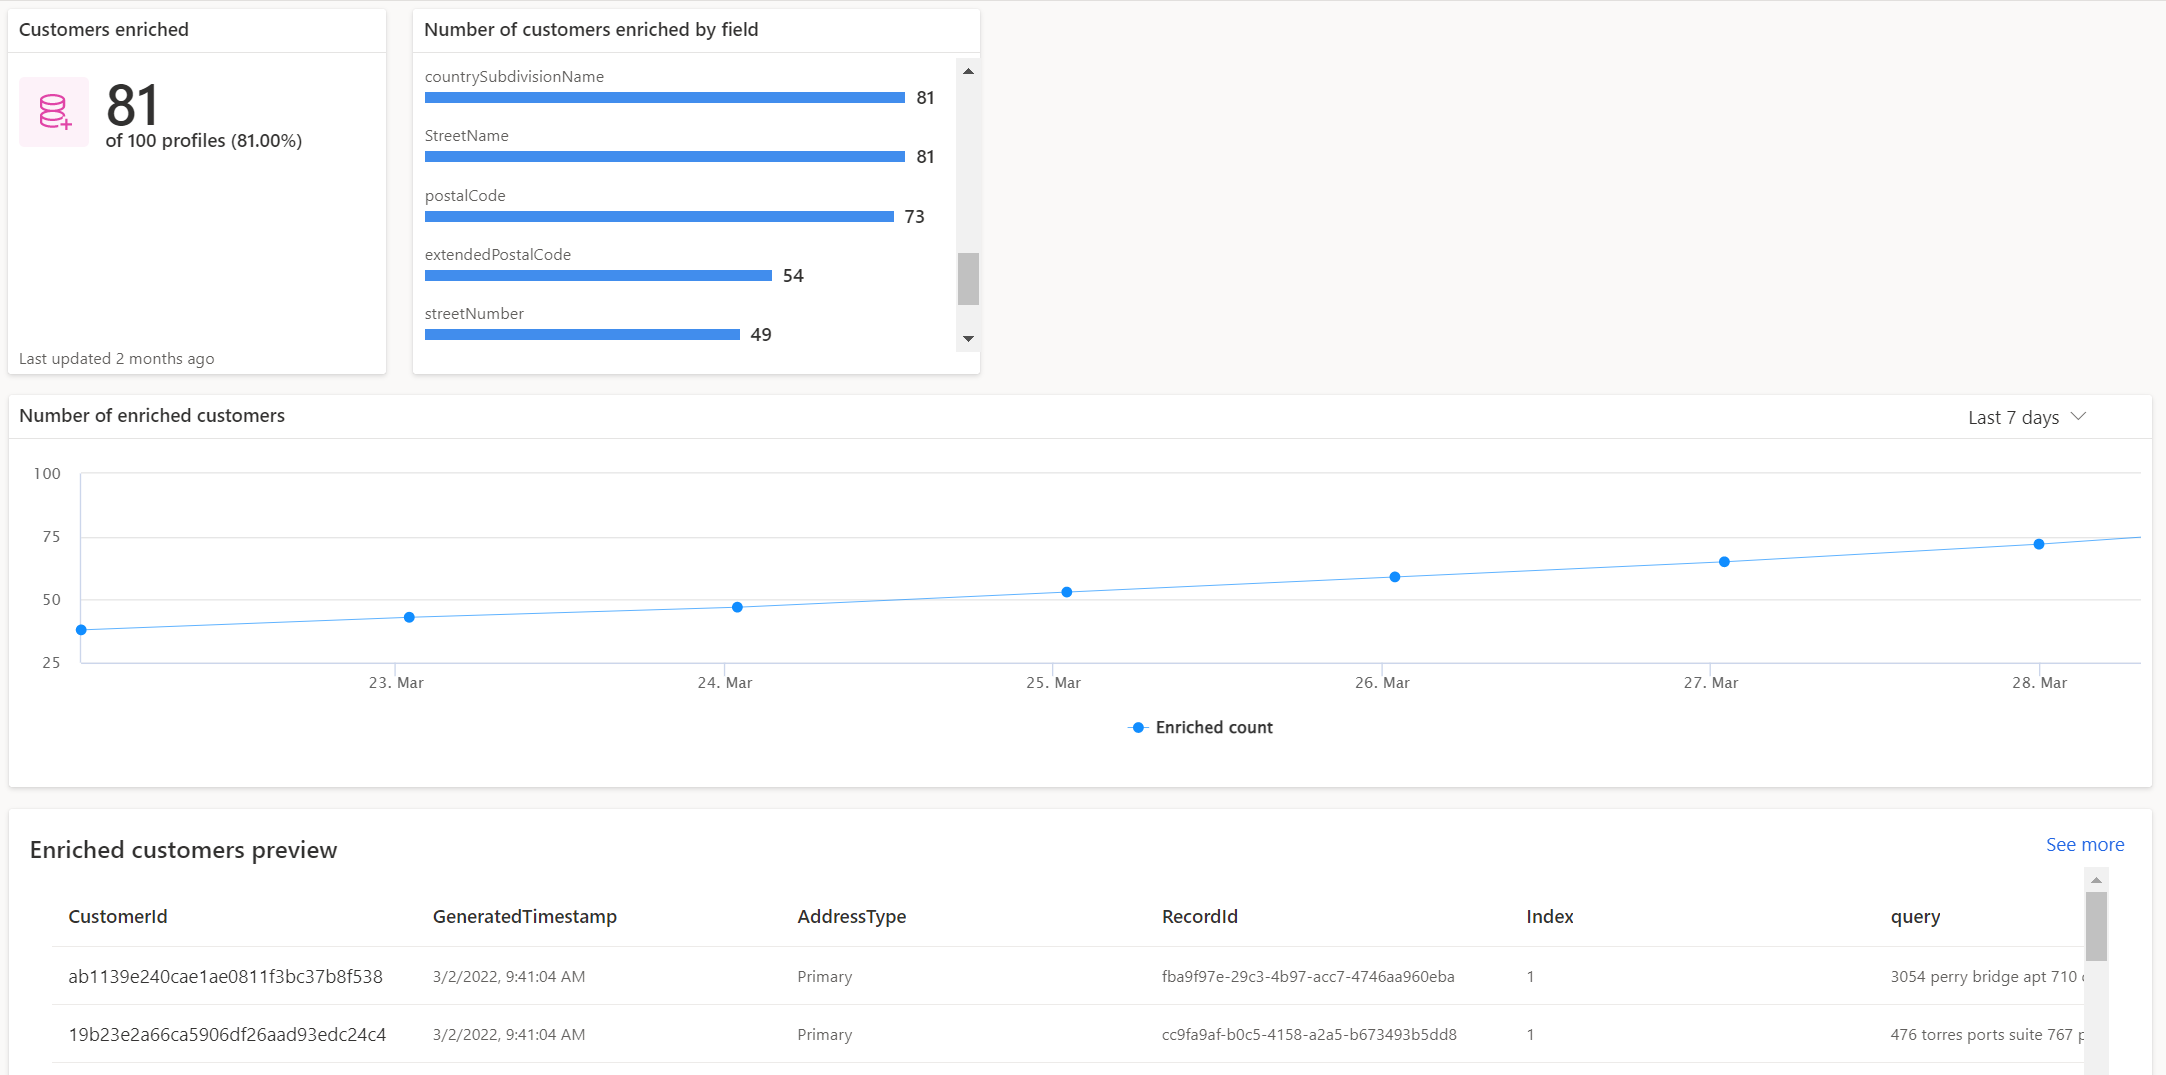 Customers enriched
81
of 100 profiles (81.00%)
Last updated 2 months ago
Number of customers enriched by field
countrySubdivisionName
81
StreetName
81
postalCode
73
extendedPostalCode
54
streetNumber
49
Number of enriched customers
Last 7 days
100
75
50
25
23. Mar 24. Mar 25. Mar 26. Mar 27. Mar 28. Mar
Enriched count
Enriched customers preview
See more
CustomerId GeneratedTimestamp AddressType RecordId Index query
ab1139e240cae1ae0811f3bc37b8f538 3/2/2022, 9:41:04 AM Primary fba9f97e-29c3-4b97-acc7-4746aa960eba 1 3054 perry bridge apt 710
19b23e2a66ca5906df26aad93edc24c4 3/2/2022, 9:41:04 AM Primary cc9fa9af-b0c5-4158-a2a5-b673493b5dd8 1 476 torres ports suite 767